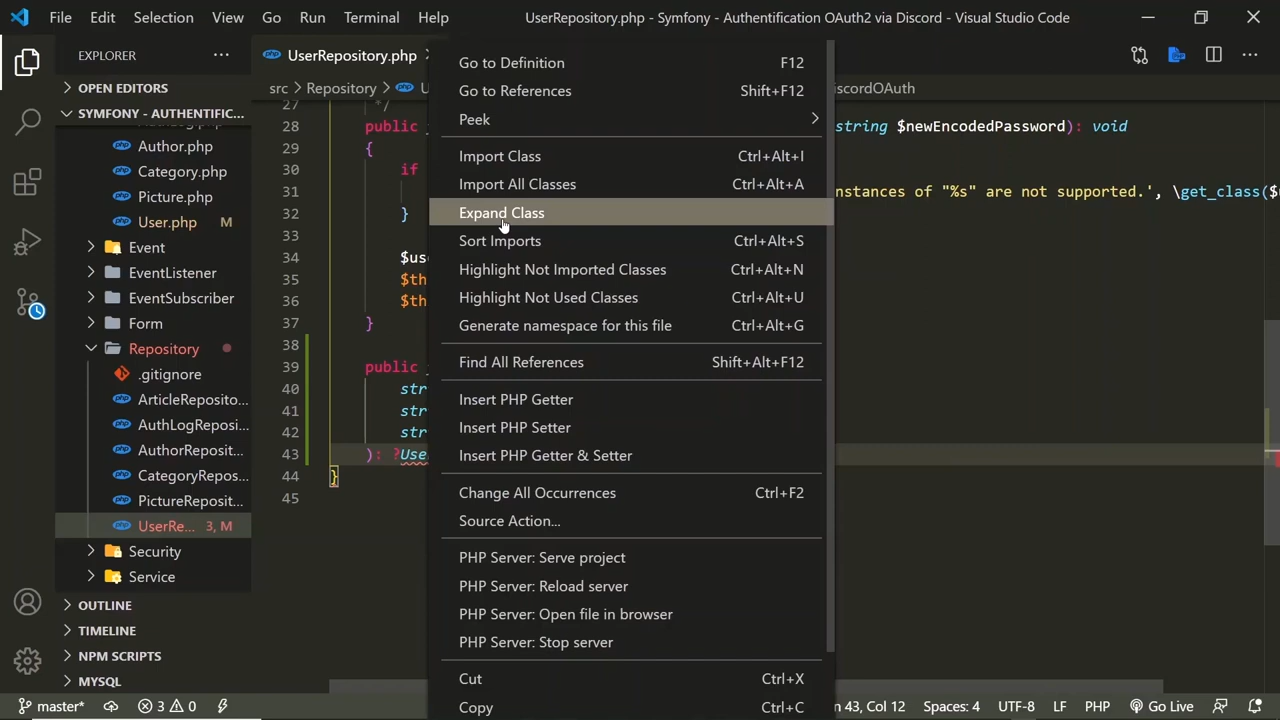 File Edit Selection View Go Run Terminal Help UserRepository.php - Symfony - Authentification OAuth2 via Discord - Visual Studio Code
EXPLORER
OPEN EDITORS
SYMFONY - AUTHENTIFIC...
Author.php
Category.php
Picture.php
User.php M
Event
EventListener
EventSubscriber
Form
Repository
.gitignore
ArticleReposito...
AuthLogReposi...
AuthorReposit...
CategoryRepos...
PictureReposit...
UserRe... 3, M
Security
Service
OUTLINE
TIMELINE
NPM SCRIPTS
MYSQL
UserRepository.php
src > Repository > iscordOAuth
27 */
28 public string $newEncodedPassword): void
29 {
30 if
31 nstances of "%s" are not supported.', \get_class($
32 }
33
34 $us
35 $th
36 $th
37 }
38
39 public
40 str
41 str
42 str
43 ): ?Use
44 }
45
Go to Definition F12
Go to References Shift+F12
Peek
Import Class Ctrl+Alt+I
Import All Classes Ctrl+Alt+A
Expand Class
Sort Imports Ctrl+Alt+S
Highlight Not Imported Classes Ctrl+Alt+N
Highlight Not Used Classes Ctrl+Alt+U
Generate namespace for this file Ctrl+Alt+G
Find All References Shift+Alt+F12
Insert PHP Getter
Insert PHP Setter
Insert PHP Getter & Setter
Change All Occurrences Ctrl+F2
Source Action...
PHP Server: Serve project
PHP Server: Reload server
PHP Server: Open file in browser
PHP Server: Stop server
Cut Ctrl+X
Copy Ctrl+C
master* 3 0 n 43, Col 12 Spaces: 4 UTF-8 LF PHP Go Live